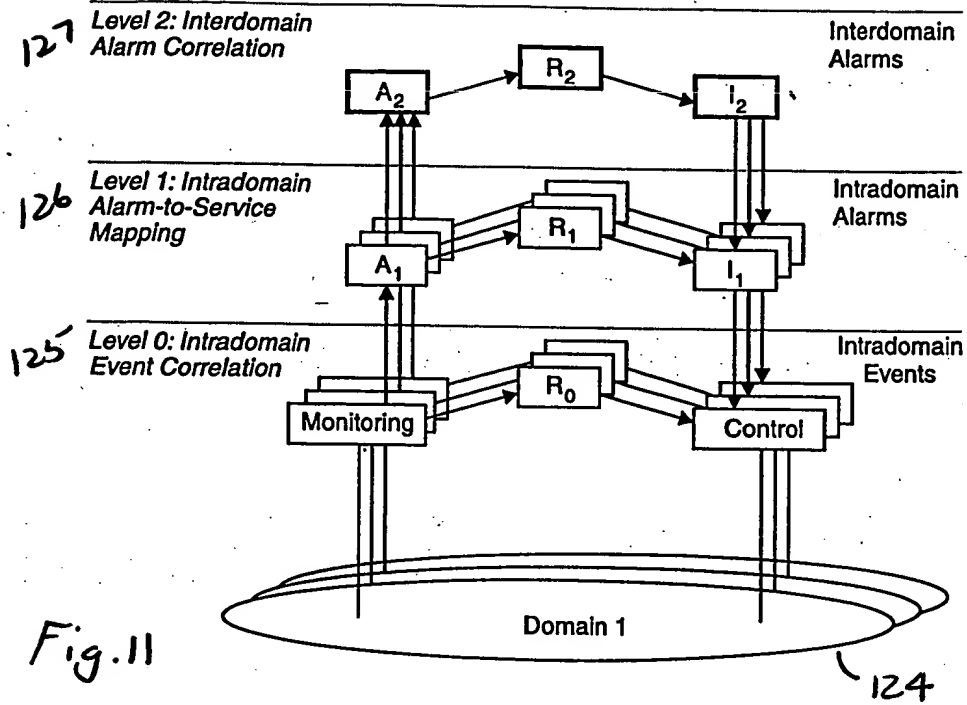 127
Level 2: Interdomain
Alarm Correlation
Interdomain
Alarms
A2
R2
I2
126
Level 1: Intradomain
Alarm-to-Service
Mapping
Intradomain
Alarms
A1
R1
I1
125
Level 0: Intradomain
Event Correlation
Intradomain
Events
Monitoring
R0
Control
Domain 1
Fig. 11
124